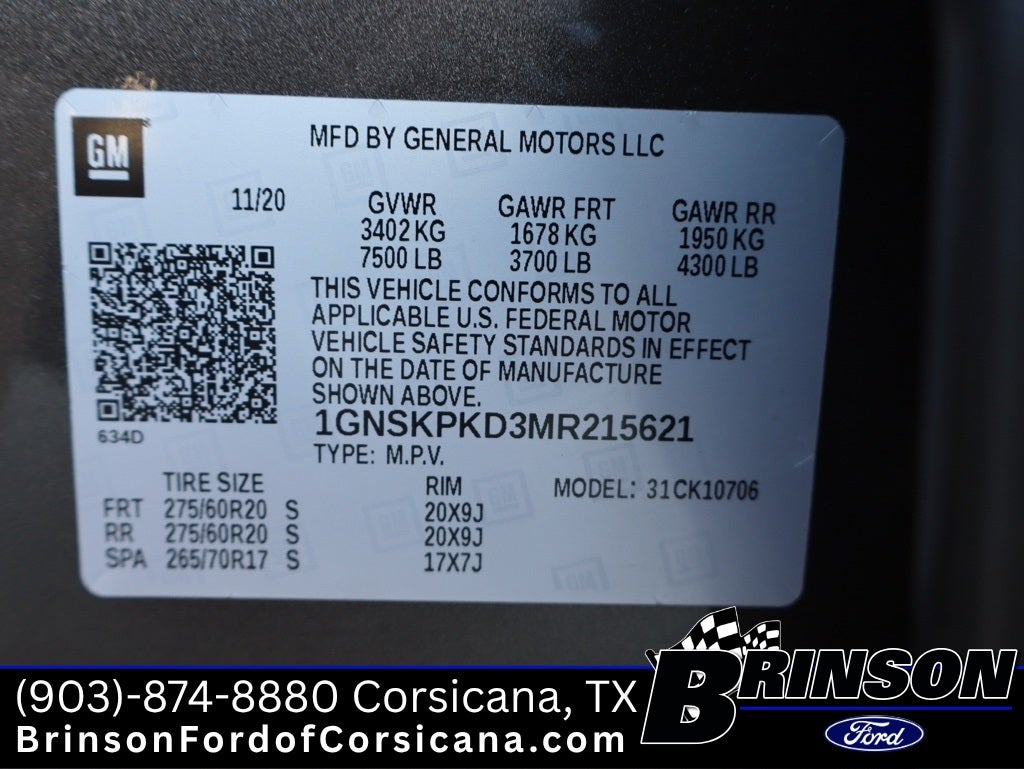 GM
MFD BY GENERAL MOTORS LLC
11/20
GVWR GAWR FRT GAWR RR
3402 KG 1678 KG 1950 KG
7500 LB 3700 LB 4300 LB
THIS VEHICLE CONFORMS TO ALL
APPLICABLE U.S. FEDERAL MOTOR
VEHICLE SAFETY STANDARDS IN EFFECT
ON THE DATE OF MANUFACTURE
SHOWN ABOVE.
634D
1GNSKPKD3MR215621
TYPE: M.P.V.
TIRE SIZE RIM MODEL: 31CK10706
FRT 275/60R20 S 20X9J
RR 275/60R20 S 20X9J
SPA 265/70R17 S 17X7J
(903)-874-8880 Corsicana, TX
BrinsonFordofCorsicana.com
BRINSON
Ford